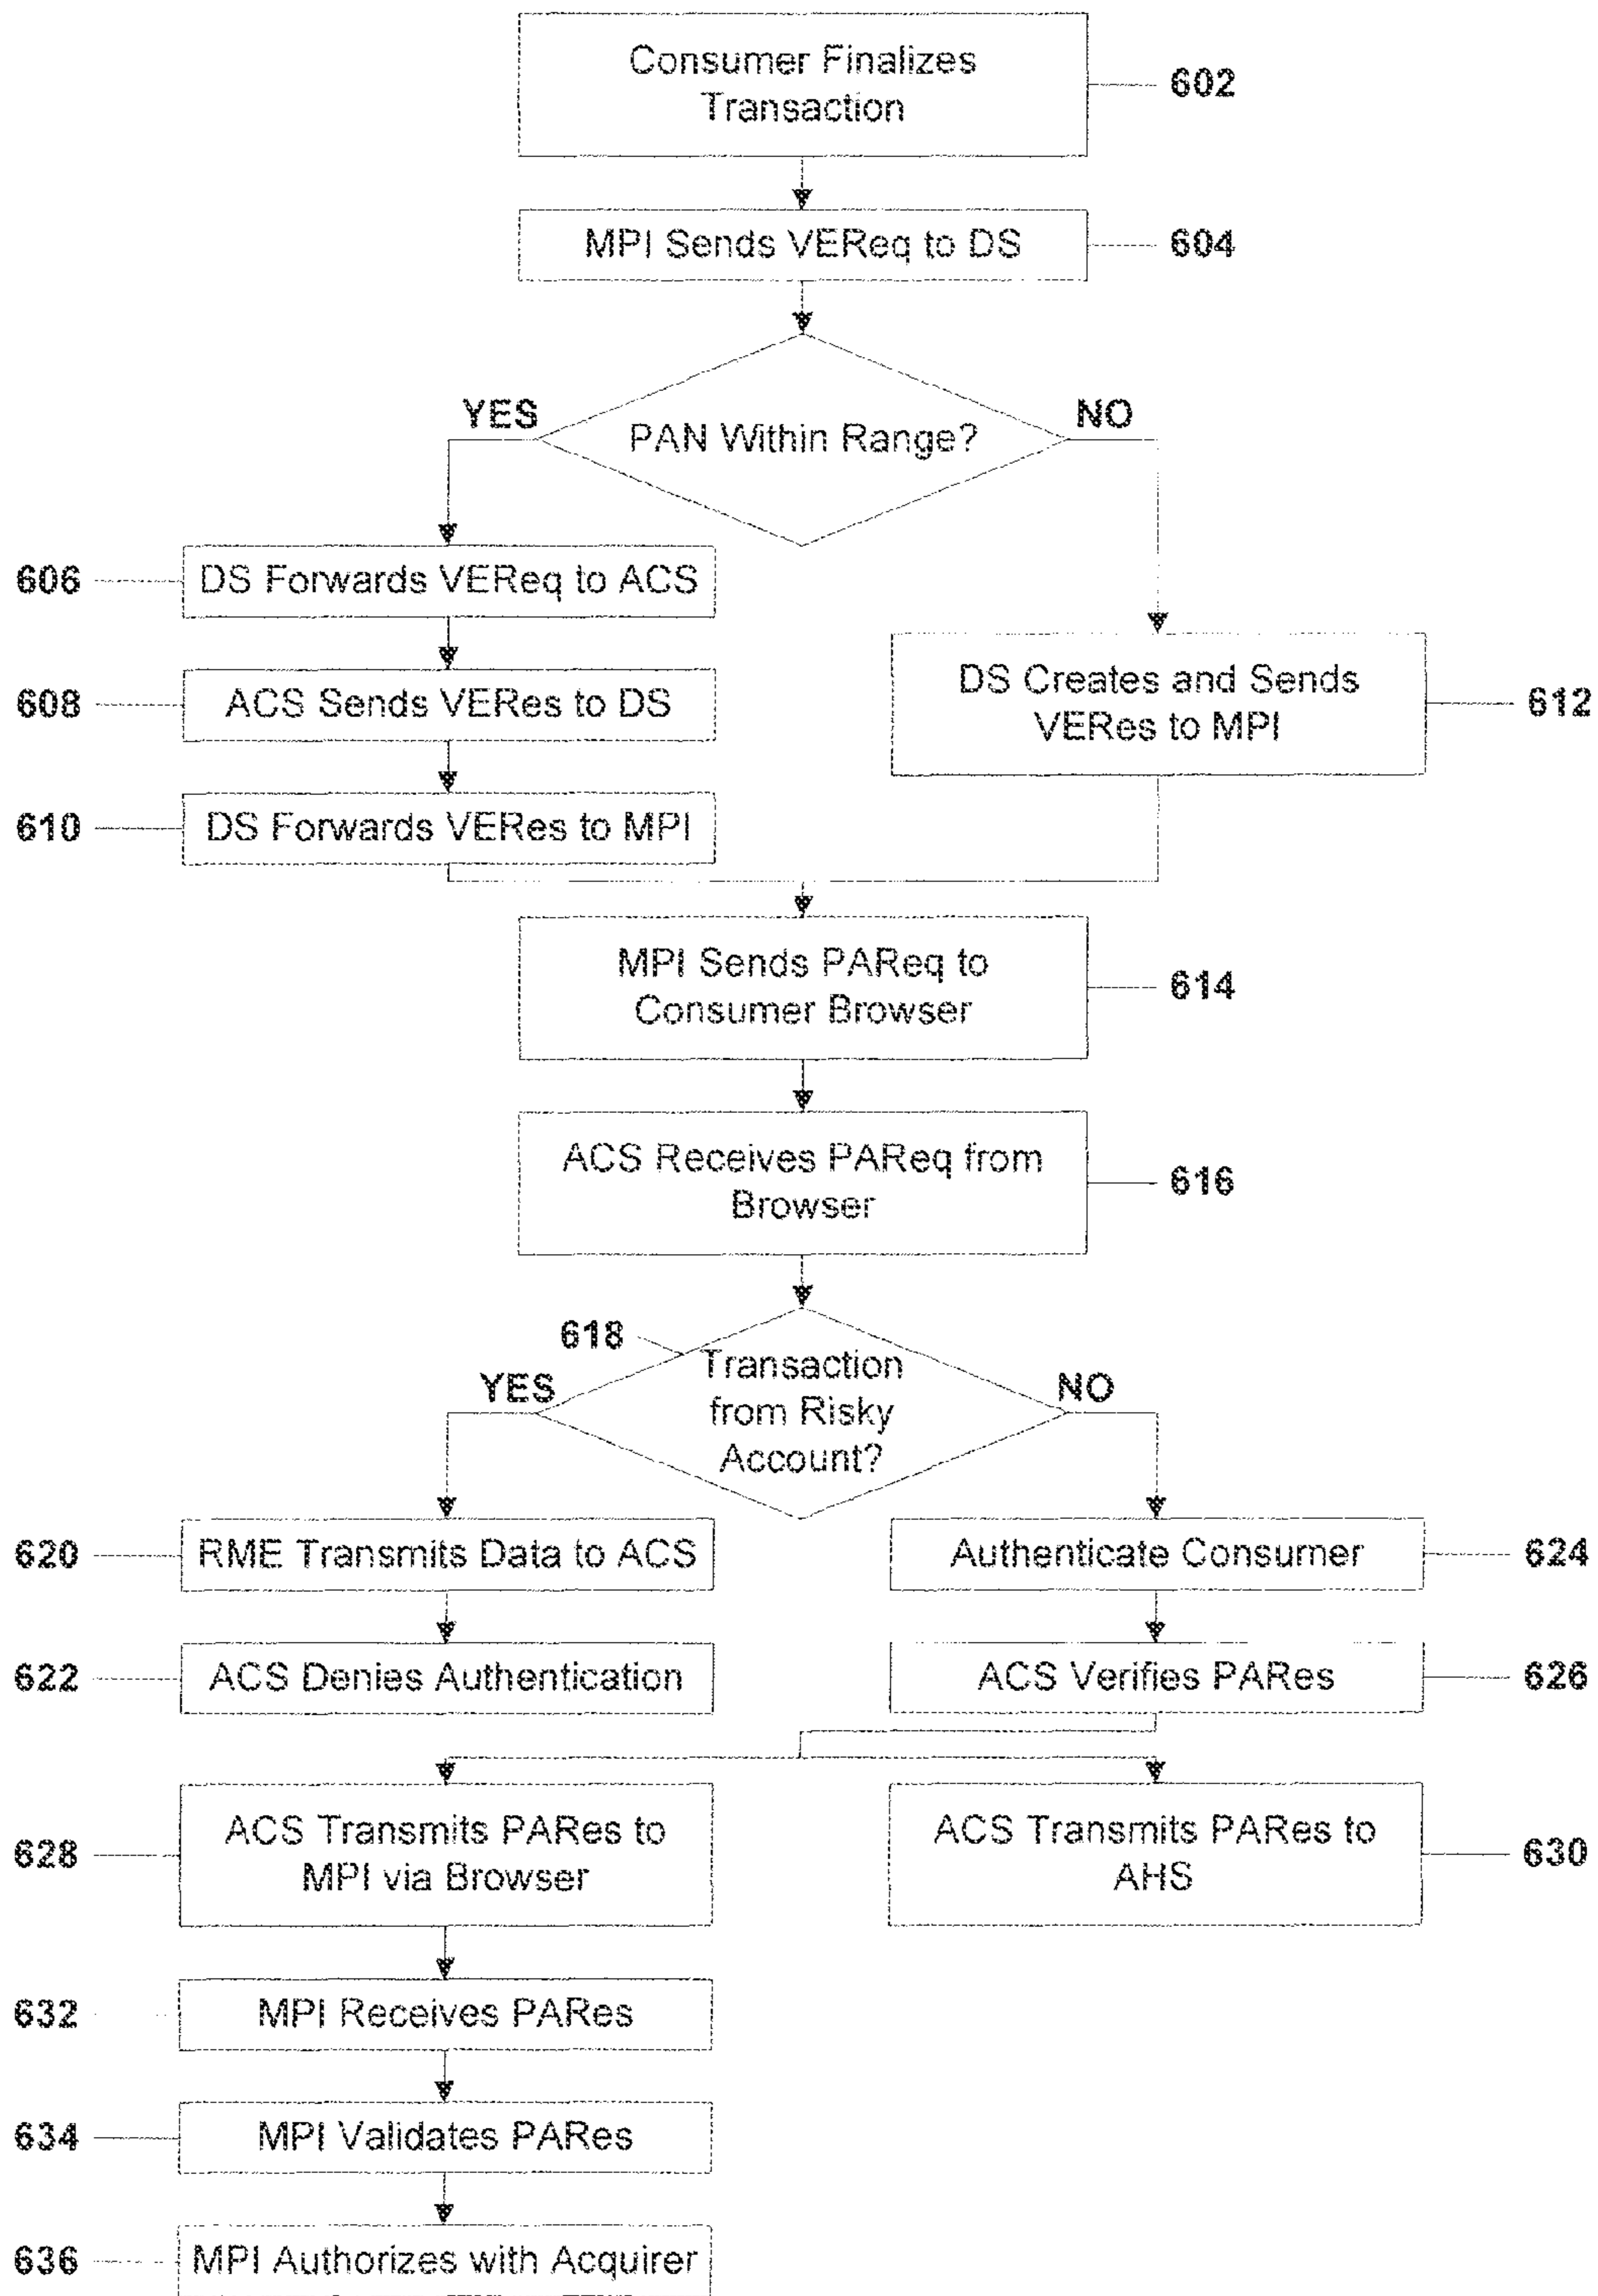 Consumer Finalizes
Transaction
602
MPI Sends VEReq to DS
604
YES
PAN Within Range?
NO
606
DS Forwards VEReq to ACS
608
ACS Sends VERes to DS
DS Creates and Sends
VERes to MPI
612
610
DS Forwards VERes to MPI
MPI Sends PAReq to
Consumer Browser
614
ACS Receives PAReq from
Browser
616
618
YES
Transaction
from Risky
Account?
NO
620
RME Transmits Data to ACS
Authenticate Consumer
624
622
ACS Denies Authentication
ACS Verifies PARes
626
628
ACS Transmits PARes to
MPI via Browser
ACS Transmits PARes to
AHS
630
632
MPI Receives PARes
634
MPI Validates PARes
636
MPI Authorizes with Acquirer